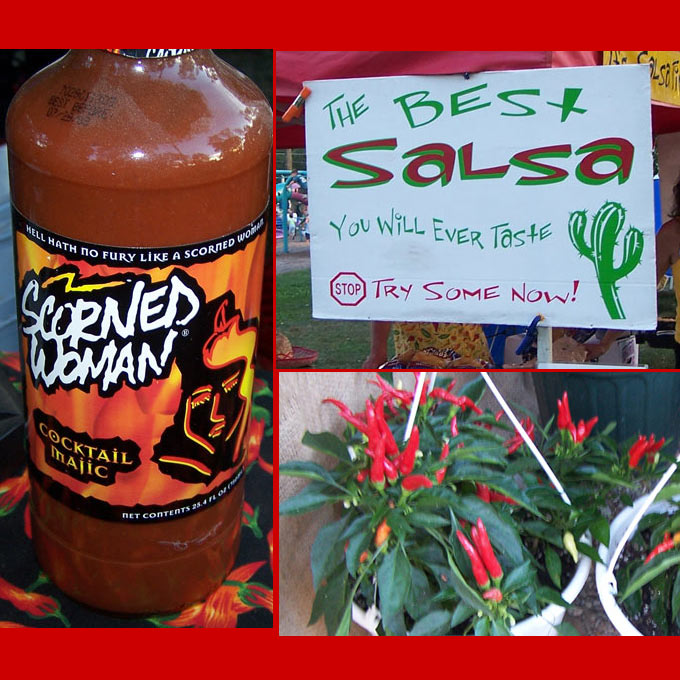 HELL HATH NO FURY LIKE A SCORNED WOMAN
SCORNED
WOMAN®
COCKTAIL
MAJIC
NET CONTENTS 25.4 FL OZ
THE BEST
SALSA
YOU WILL EVER TASTE
STOP TRY SOME NOW!